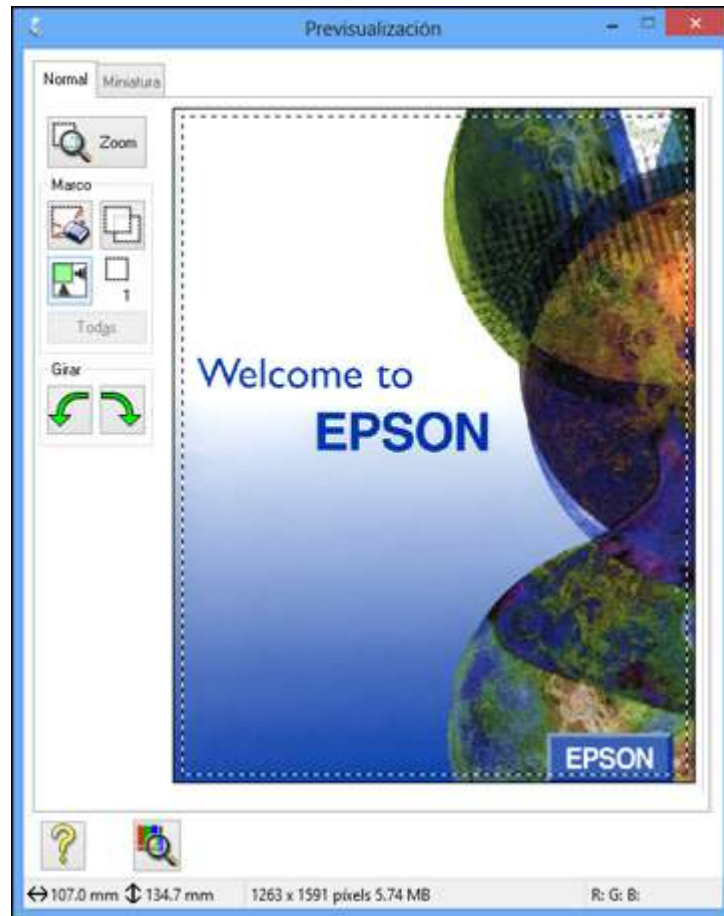 Previsualización
Normal Miniatura
Zoom
Marco
1
Todas
Girar
Welcome to
EPSON
EPSON
107.0 mm 134.7 mm 1263 x 1591 pixels 5.74 MB R: G: B: